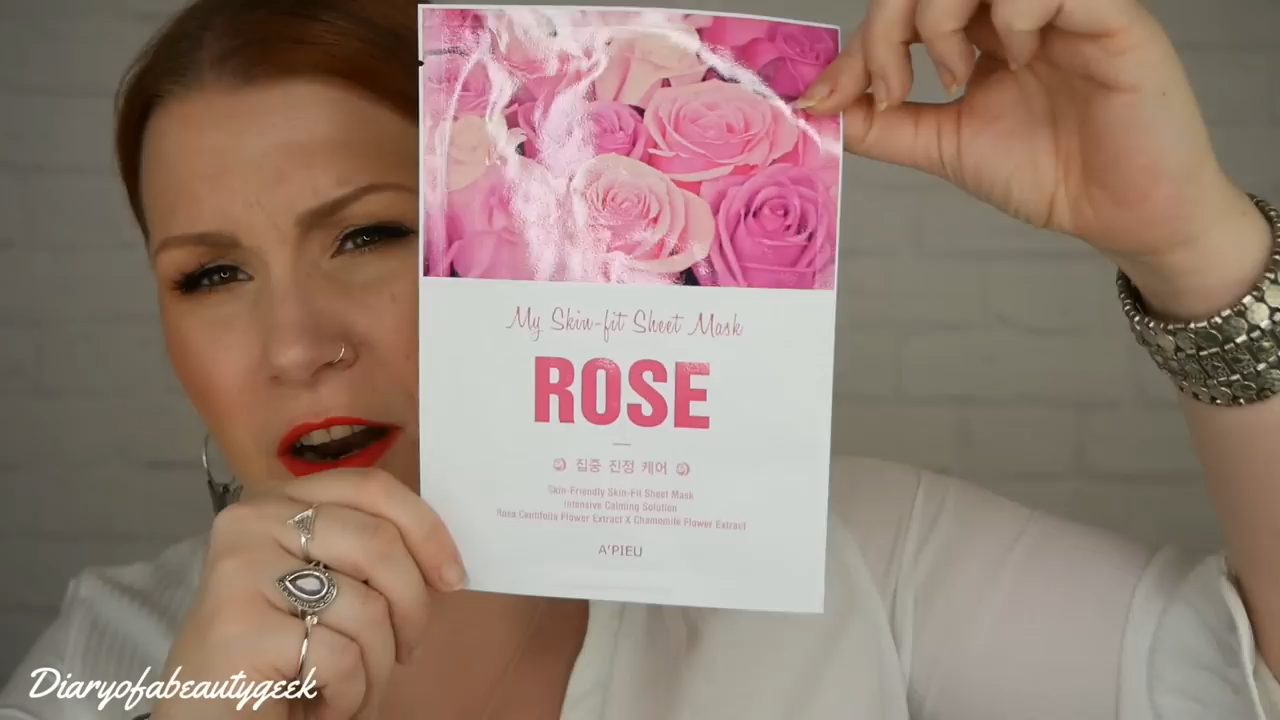 My Skin-fit Sheet Mask
ROSE
집중 진정 케어
Skin-Friendly Skin-Fit Sheet Mask
Intensive Calming Solution
Rosa Centifolia Flower Extract X Chamomile Flower Extract
A'PIEU
Diaryofabeautygeek